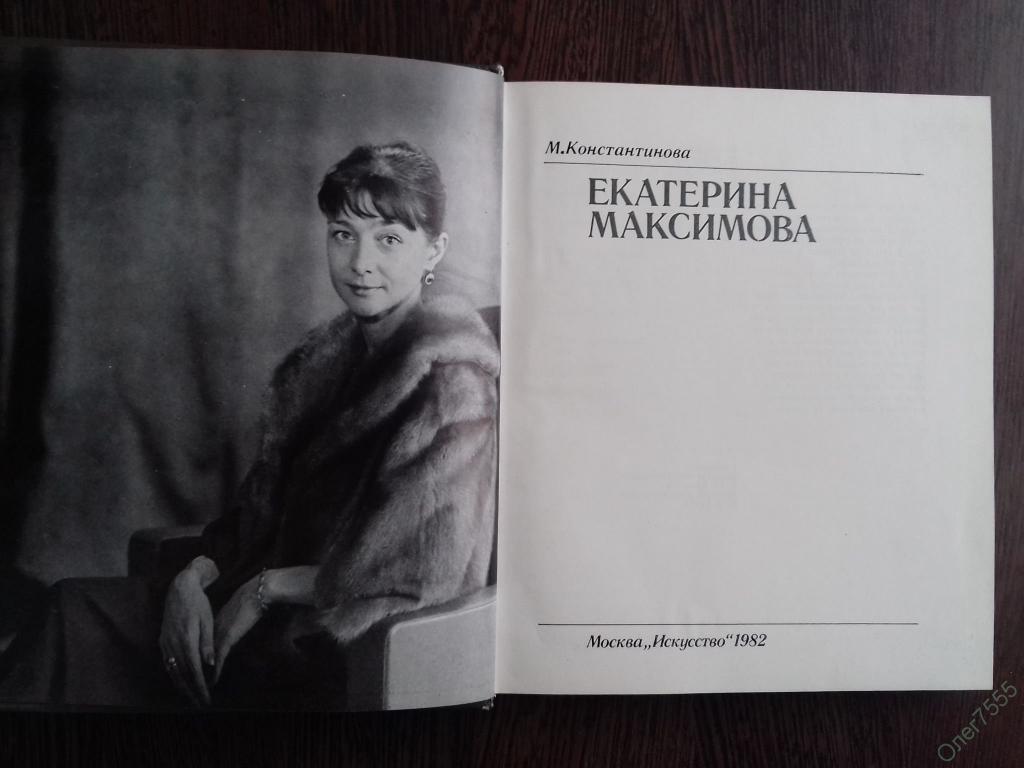 М.Константинова
ЕКАТЕРИНА
МАКСИМОВА
Москва„Искусство“1982
Олег7555